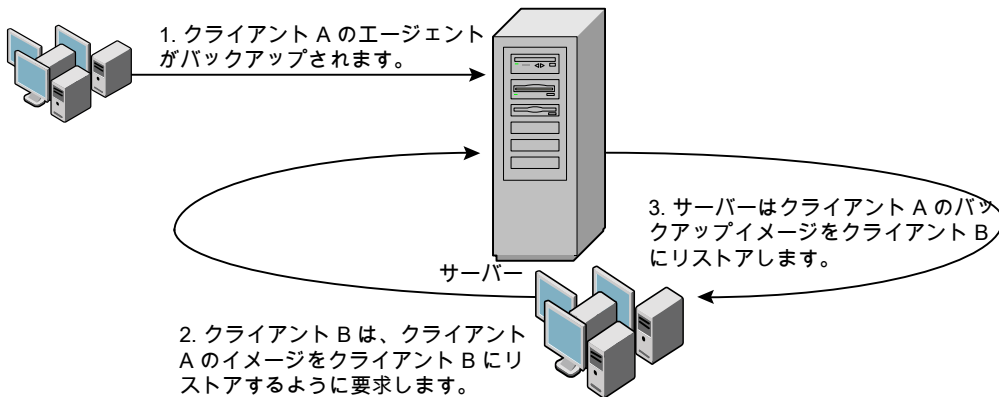 1. クライアント A のエージェント
がバックアップされます。
3. サーバーはクライアント A のバッ
クアップイメージをクライアント B
にリストアします。
サーバー
2. クライアント B は、クライアント
A のイメージをクライアント B にリ
ストアするように要求します。